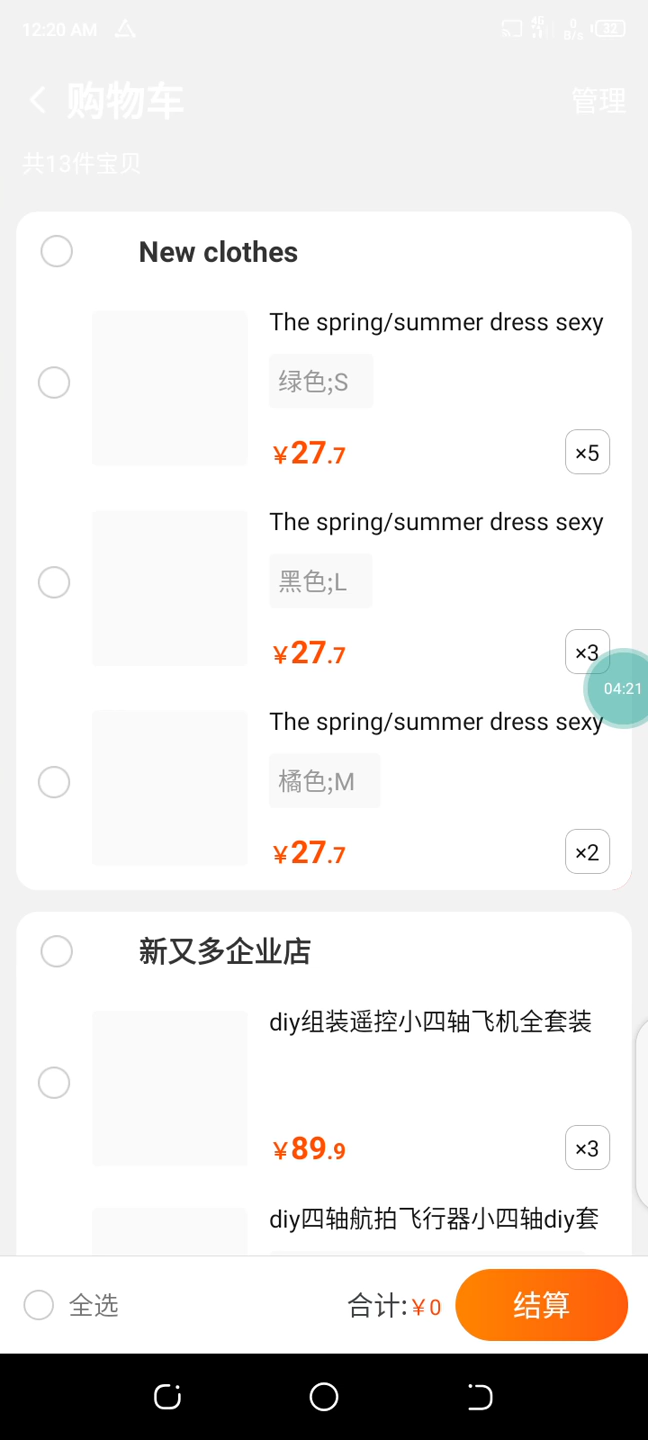 12:20 AM
4G
0
B/s
32
购物车
管理
共13件宝贝
New clothes
The spring/summer dress sexy
绿色;S
¥27.7
×5
The spring/summer dress sexy
黑色;L
¥27.7
×3
04:21
The spring/summer dress sexy
橘色;M
¥27.7
×2
新又多企业店
diy组装遥控小四轴飞机全套装
¥89.9
×3
diy四轴航拍飞行器小四轴diy套
全选
合计:¥0
结算